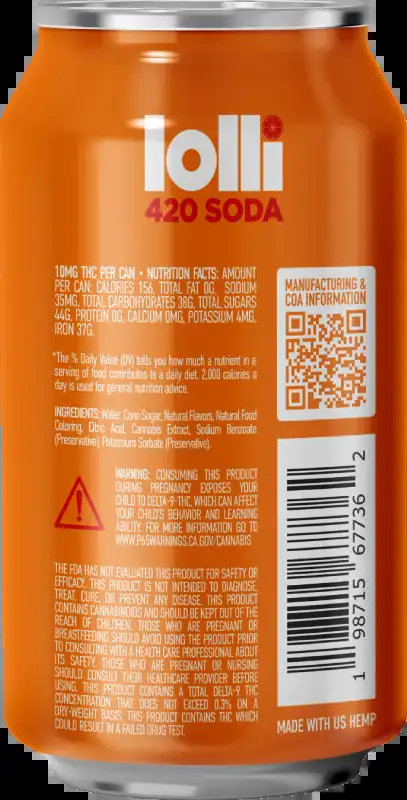 lolli
420 SODA
10MG THC PER CAN • NUTRITION FACTS: AMOUNT
PER CAN: CALORIES 156, TOTAL FAT 0G, SODIUM
35MG, TOTAL CARBOHYDRATES 38G, TOTAL SUGARS
44G, PROTEIN 0G, CALCIUM 0MG, POTASSIUM 4MG,
IRON 37G.
*The % Daily Value (DV) tells you how much a nutrient in a
serving of food contributes to a daily diet. 2,000 calories a
day is used for general nutrition advice.
INGREDIENTS: Water, Cane Sugar, Natural Flavors, Natural Food
Coloring, Citric Acid, Cannabis Extract, Sodium Benzoate
(Preservative), Potassium Sorbate (Preservative).
WARNING: CONSUMING THIS PRODUCT
DURING PREGNANCY EXPOSES YOUR
CHILD TO DELTA-9-THC, WHICH CAN AFFECT
YOUR CHILD'S BEHAVIOR AND LEARNING
ABILITY. FOR MORE INFORMATION GO TO
WWW.P65WARNINGS.CA.GOV/CANNABIS
THE FDA HAS NOT EVALUATED THIS PRODUCT FOR SAFETY OR
EFFICACY. THIS PRODUCT IS NOT INTENDED TO DIAGNOSE,
TREAT, CURE, OR PREVENT ANY DISEASE. THIS PRODUCT
CONTAINS CANNABINOIDS AND SHOULD BE KEPT OUT OF THE
REACH OF CHILDREN. THOSE WHO ARE PREGNANT OR
BREASTFEEDING SHOULD AVOID USING THE PRODUCT PRIOR
TO CONSULTING WITH A HEALTH CARE PROFESSIONAL ABOUT
ITS SAFETY. THOSE WHO ARE PREGNANT OR NURSING
SHOULD CONSULT THEIR HEALTHCARE PROVIDER BEFORE
USING. THIS PRODUCT CONTAINS A TOTAL DELTA-9 THC
CONCENTRATION THAT DOES NOT EXCEED 0.3% ON A
DRY-WEIGHT BASIS. THIS PRODUCT CONTAINS THC WHICH
COULD RESULT IN A FAILED DRUG TEST.
MANUFACTURING &
COA INFORMATION
1 98715 67736 2
MADE WITH US HEMP